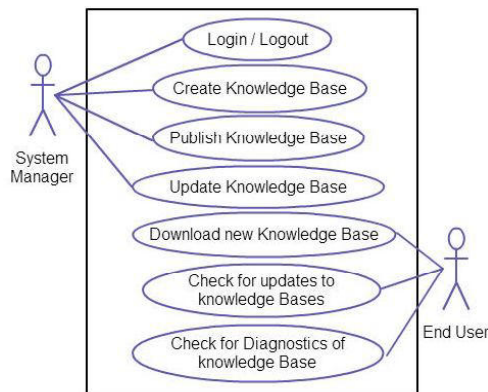 Login / Logout
Create Knowledge Base
Publish Knowledge Base
System
Manager
Update Knowledge Base
Download new Knowledge Base
Check for updates to
knowledge Bases
End User
Check for Diagnostics of
knowledge Base